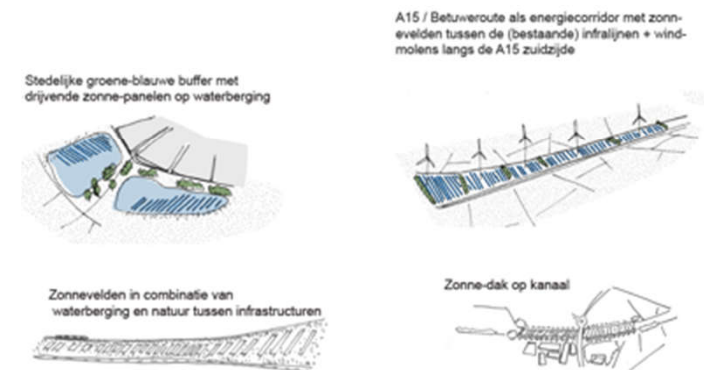 A15 / Betuweroute als energiecorridor met zonn-
evelden tussen de (bestaande) infralijnen + wind-
molens langs de A15 zuidzijde
Stedelijke groene-blauwe buffer met
drijvende zonne-panelen op waterberging
Zonnevelden in combinatie van
waterberging en natuur tussen infrastructuren
Zonne-dak op kanaal